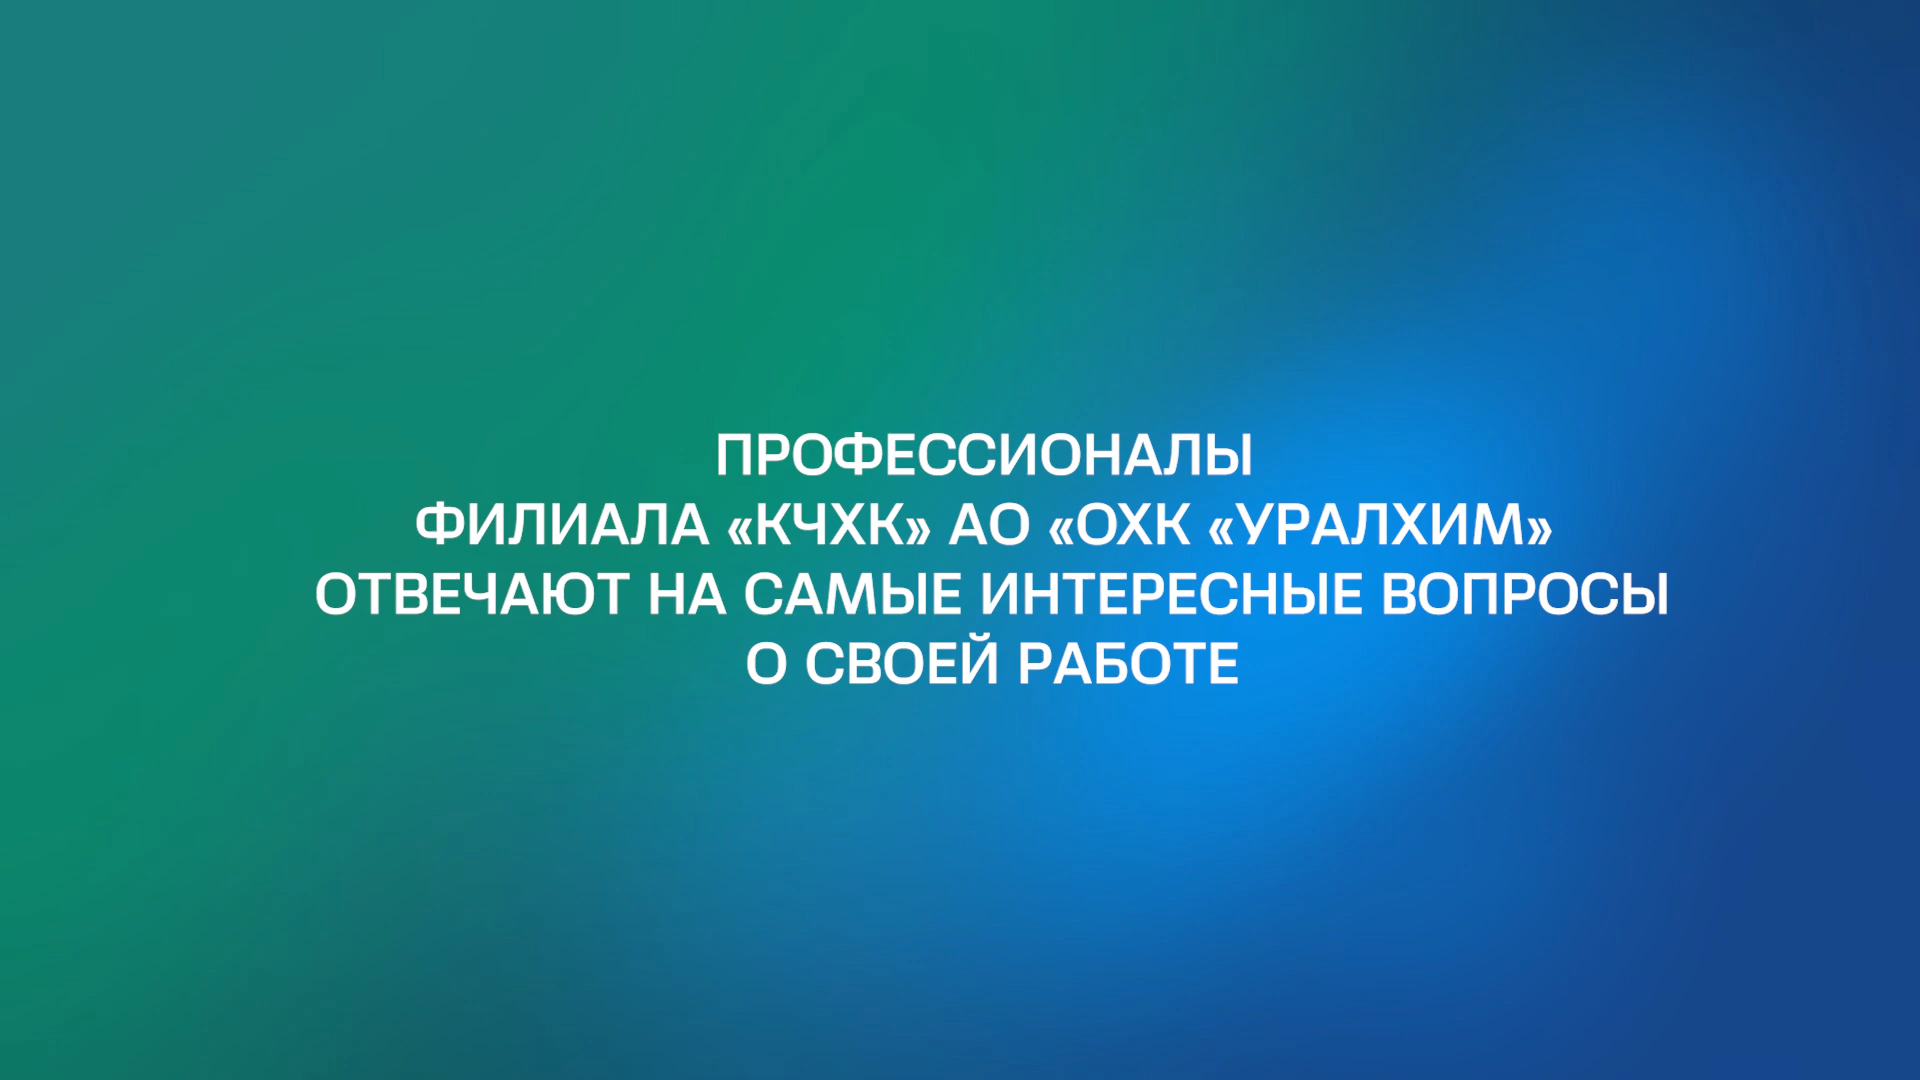 ПРОФЕССИОНАЛЫ
ФИЛИАЛА «КЧХК» АО «ОХК «УРАЛХИМ»
ОТВЕЧАЮТ НА САМЫЕ ИНТЕРЕСНЫЕ ВОПРОСЫ
О СВОЕЙ РАБОТЕ